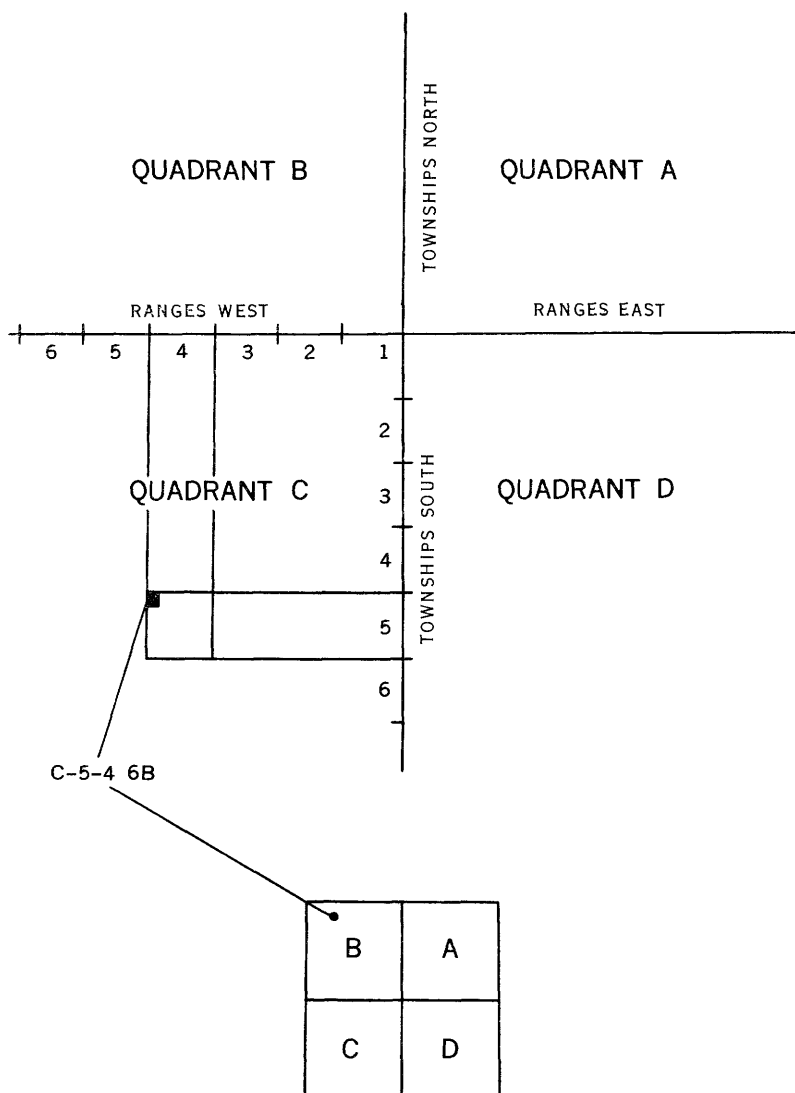 TOWNSHIPS NORTH
QUADRANT B
QUADRANT A
RANGES WEST
RANGES EAST
6 5 4 3 2 1
2
QUADRANT C
3
QUADRANT D
TOWNSHIPS SOUTH
4
5
6
C-5-4 6B
B A
C D